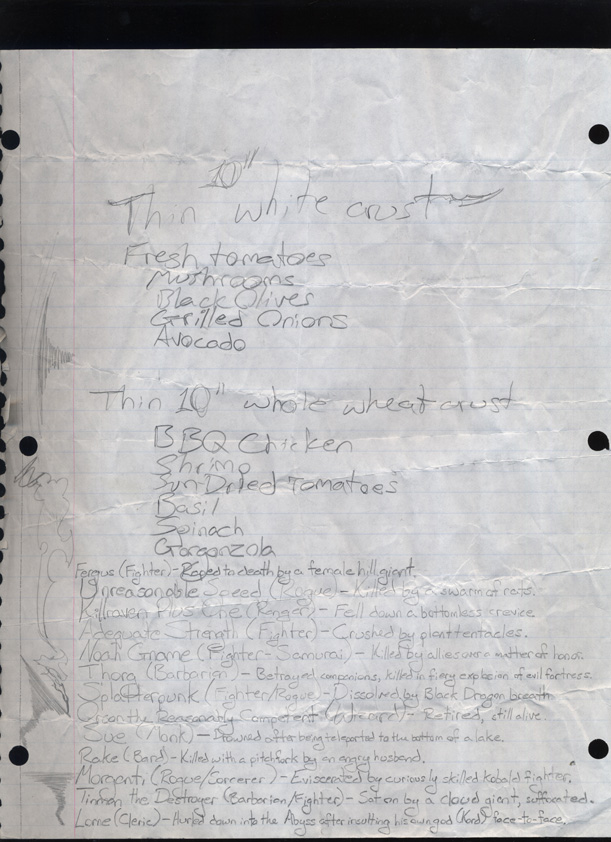 10"
Thin white crust
Fresh tomatoes
Mushrooms
Black Olives
Grilled Onions
Avocado
Thin 10" whole wheat crust
BBQ Chicken
Shrimp
Sun-Dried Tomatoes
Basil
Spinach
Gorgonzola
Fergus (Fighter) - Raped to death by a female hill giant.
Unreasonable Speed (Rogue) - Killed by a swarm of rats.
Killraven Plus One (Ranger) - Fell down a bottomless crevice
Adequate Strength (Fighter) - Crushed by plant tentacles.
Noah Gname (Fighter-Samurai) - Killed by allies over a matter of honor.
Thorg (Barbarian) - Betrayed companions, killed in fiery explosion of evil fortress.
Splatterpunk (Fighter/Rogue) - Dissolved by Black Dragon breath
Reasonably Competent (Wizard) - Retired, still alive.
Sue (Monk) - Drowned after being teleported to the bottom of a lake.
Rake (Bard) - Killed with a pitchfork by an angry husband.
Morganti (Rogue/Sorcerer) - Eviscerated by curiously skilled kobold fighter.
the Destroyer (Barbarian/Fighter) - Sat on by a cloud giant, suffocated.
Lorne (Cleric) - Hurled down into the Abyss after insulting his own god (Kord) face-to-face.